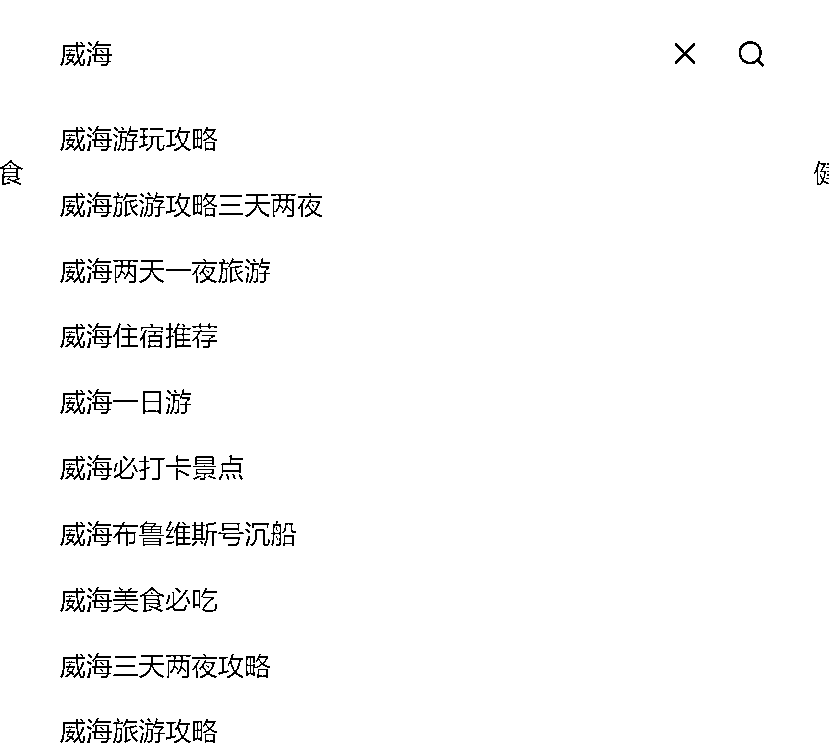 威海
威海游玩攻略
食
威海旅游攻略三天两夜
威海两天一夜旅游
威海住宿推荐
威海一日游
威海必打卡景点
威海布鲁维斯号沉船
威海美食必吃
威海三天两夜攻略
威海旅游攻略